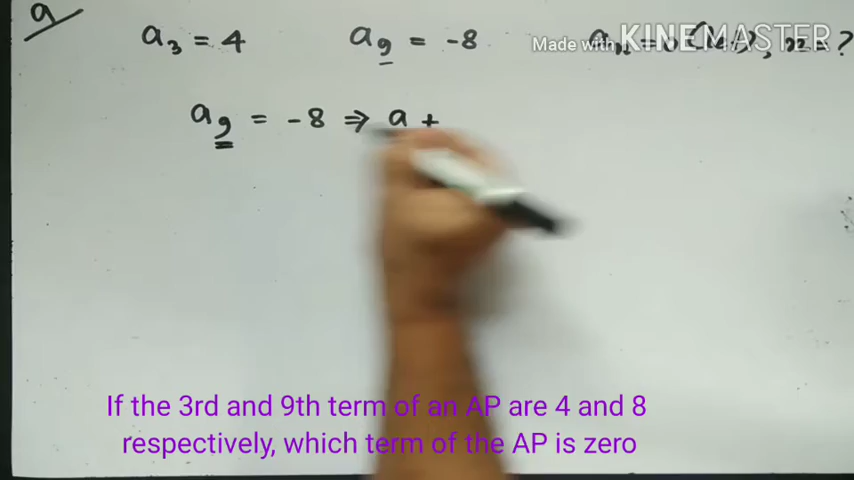 9
a₃ = 4 a₉ = -8 Made with KINEMASTER = ?
a₉ = -8 ⇒ a +
If the 3rd and 9th term of an AP are 4 and 8
respectively, which term of the AP is zero